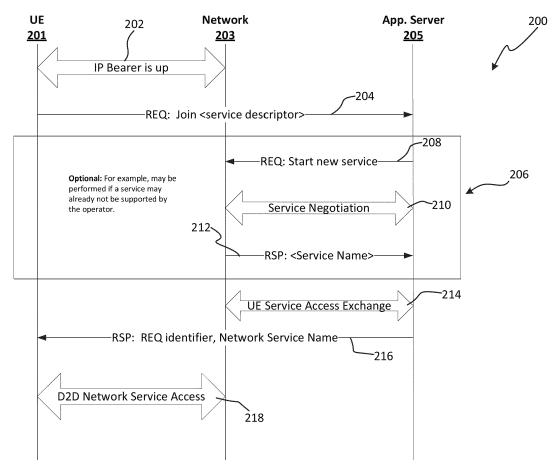 UE
201
Network
203
App. Server
205
200
202
IP Bearer is up
204
REQ: Join <service descriptor>
208
REQ: Start new service
206
Optional: For example, may be
performed if a service may
already not be supported by
the operator.
Service Negotiation
210
212
RSP: <Service Name>
214
UE Service Access Exchange
RSP: REQ identifier, Network Service Name
216
D2D Network Service Access
218